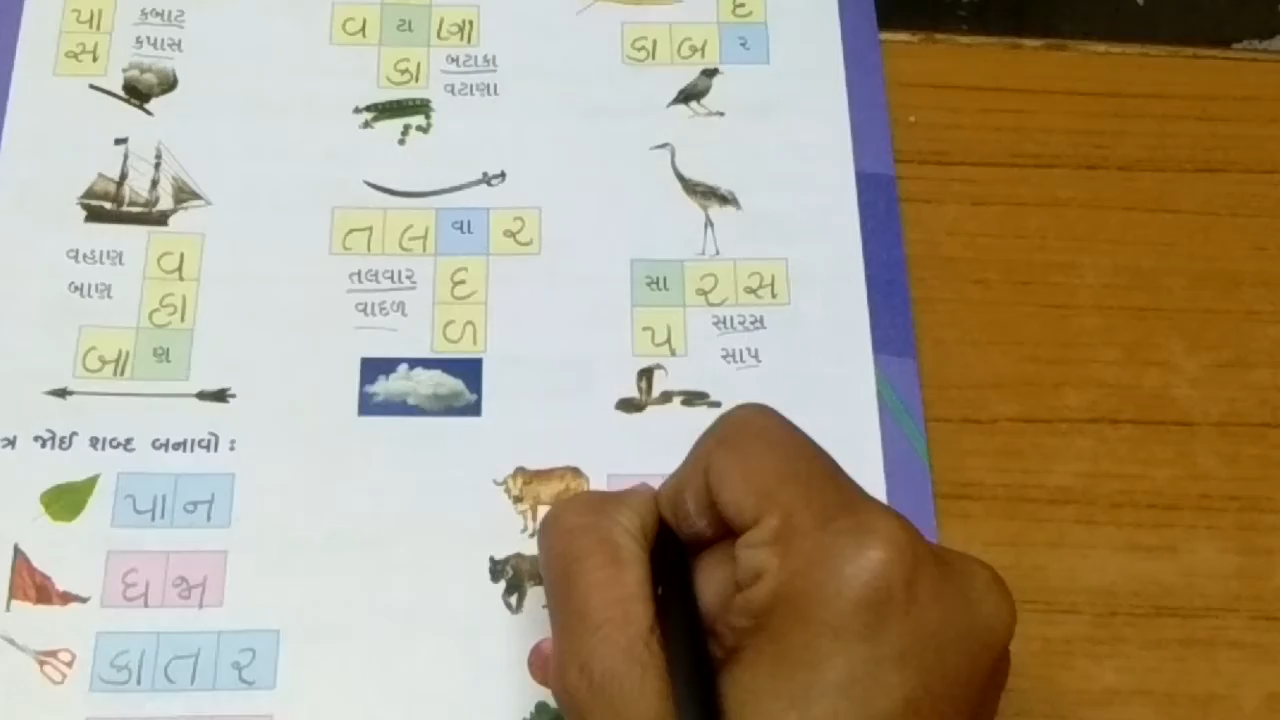 પા
સ
કબાટ
કપાસ
વ ટા ણા
કા
બટાકા
વટાણા
કા બ ર
વહાણ
બાણ
વ
હા
બા ણ
ત લ વા ર
તલવાર
વાદળ
દ
ળ
સા ર સ
પ
સારસ
સાપ
ત્ર જોઈ શબ્દ બનાવો :
પા ન
ધ જા
કા ત ર